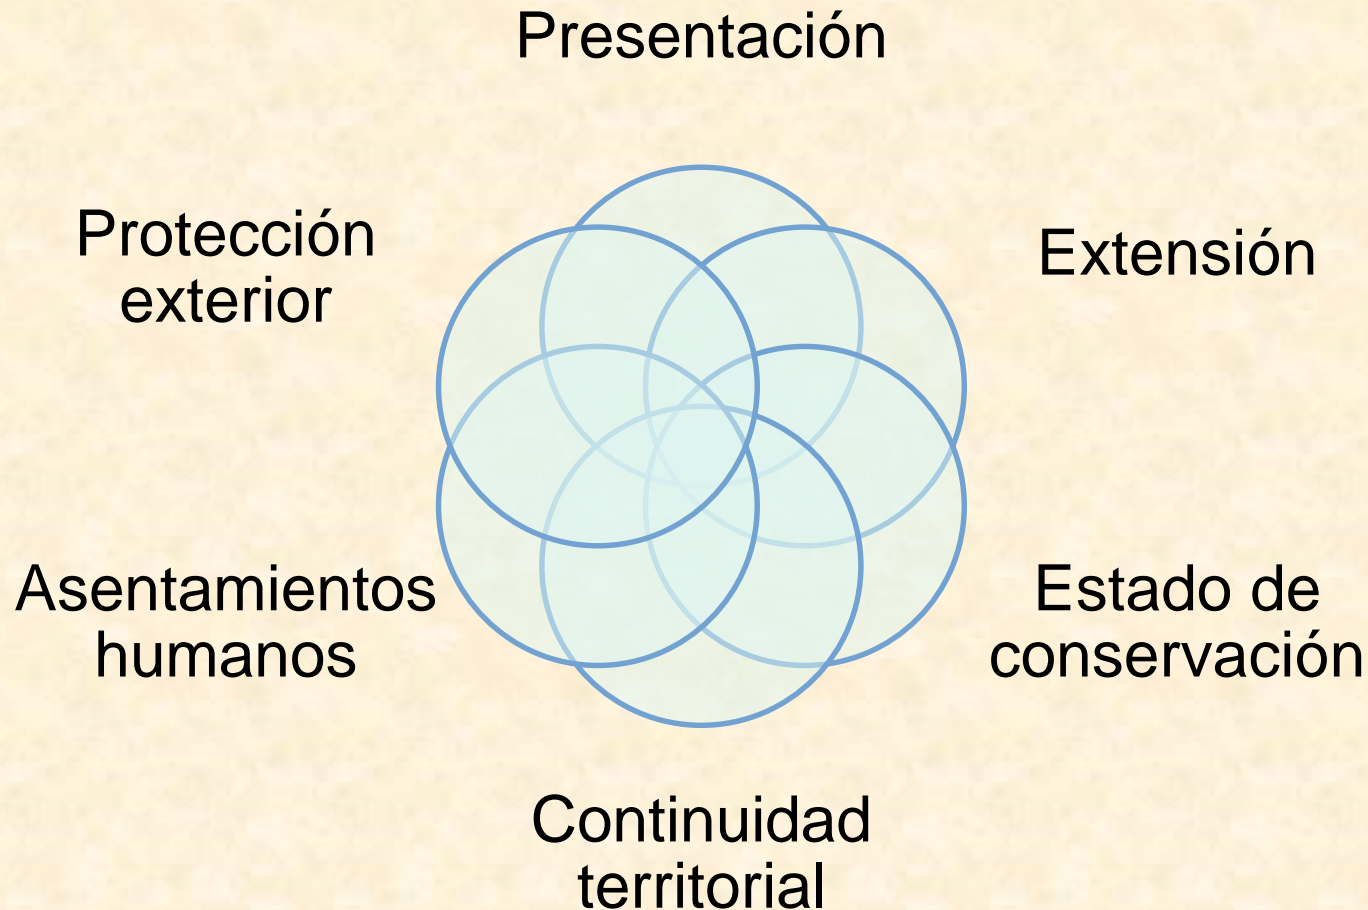 Presentación
Protección
exterior
Extensión
Asentamientos
humanos
Estado de
conservación
Continuidad
territorial